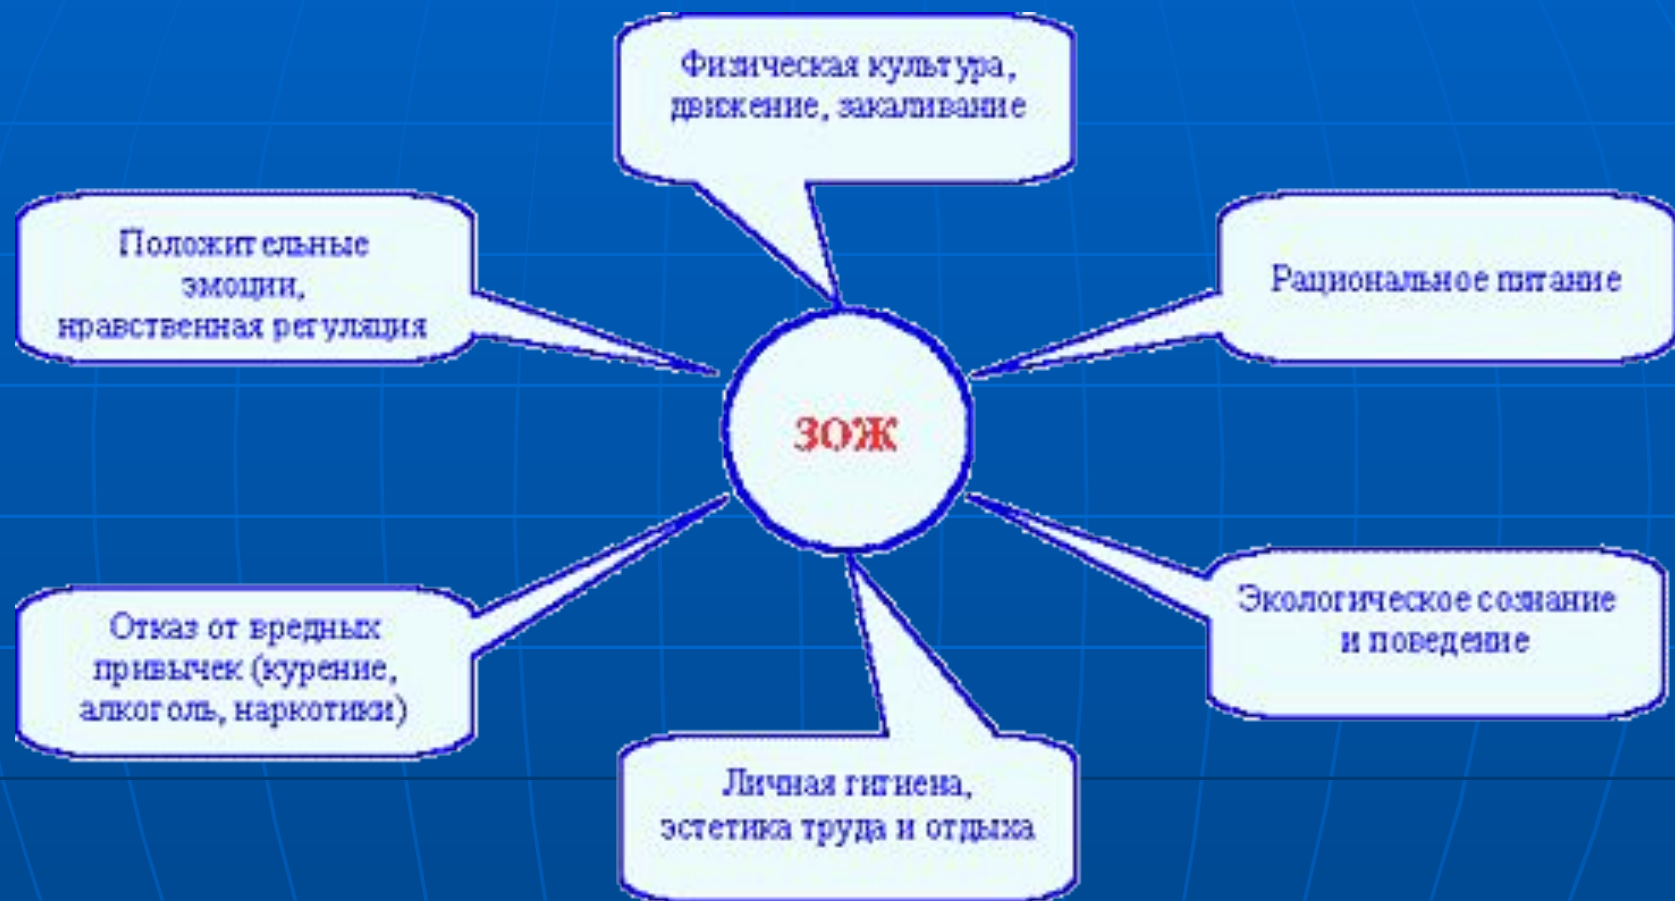 Физическая культура,
движение, закаливание
Положительные
эмоции,
нравственная регуляция
Рациональное питание
ЗОЖ
Отказ от вредных
привычек (курение,
алкоголь, наркотики)
Экологическое сознание
и поведение
Личная гигиена,
эстетика труда и отдыха